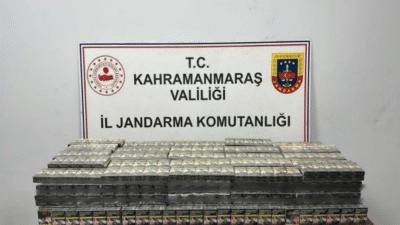 T.C.
KAHRAMANMARAŞ
VALİLİĞİ
İL JANDARMA KOMUTANLIĞI